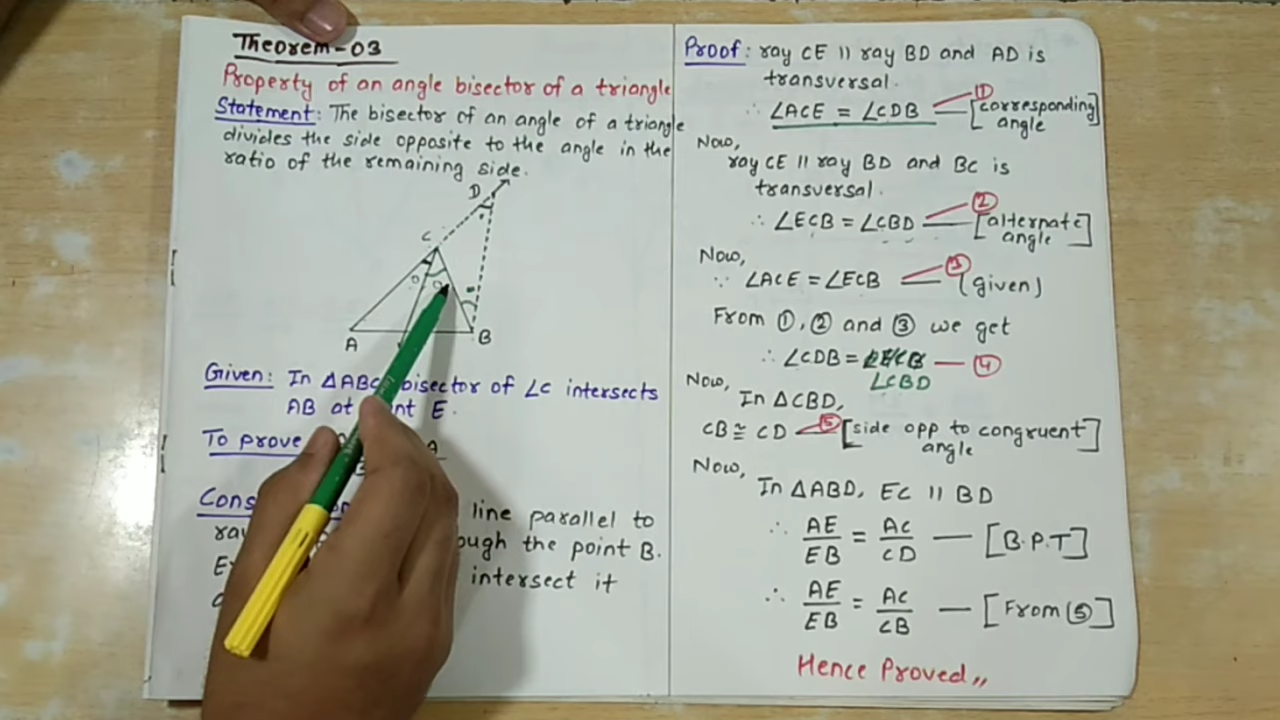 Theorem-03
Property of an angle bisector of a triangle
Statement: The bisector of an angle of a triangle
divides the side opposite to the angle in the
ratio of the remaining side.
D
C
A
B
Given: In ΔABC bisector of ∠C intersects
AB at E.
To prove
A
line parallel to
the point B.
intersect it
Proof: ray CE || ray BD and AD is
transversal.
∴ ∠ACE = ∠CDB — ① [corresponding
angle]
Now,
ray CE || ray BD and BC is
transversal.
∴ ∠ECB = ∠CBD — ② [alternate
angle]
Now,
∵ ∠ACE = ∠ECB — ③ (given)
From ①, ② and ③ we get
∴ ∠CDB = — ④
∠CBD
Now,
In ΔCBD,
CB ≅ CD — ⑤ [side opp to congruent
angle]
Now,
In ΔABD, EC || BD
∴ AE/EB = AC/CD — [B.P.T]
∴ AE/EB = AC/CB — [From ⑤]
Hence Proved,,